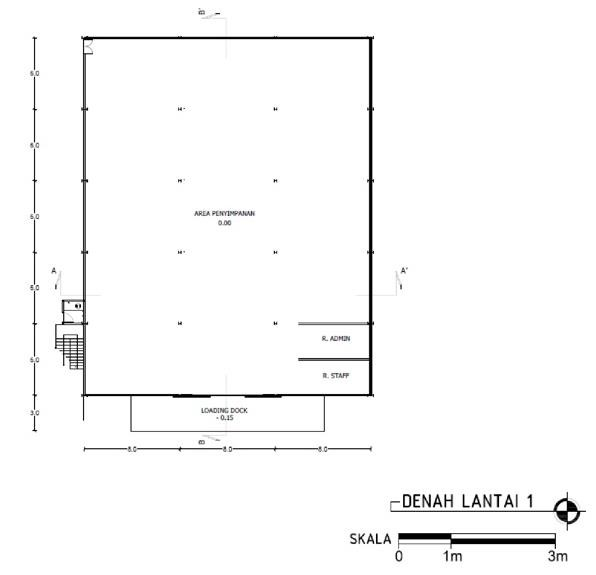 B'
6.0
6.0
AREA PENYIMPANAN
6.0
0.00
A
A'
6.0
R. ADMIN
6.0
R. STAFF
3.0
LOADING DOCK
- 0.15
B
8.0 8.0 8.0
DENAH LANTAI 1
SKALA
0 1m 3m